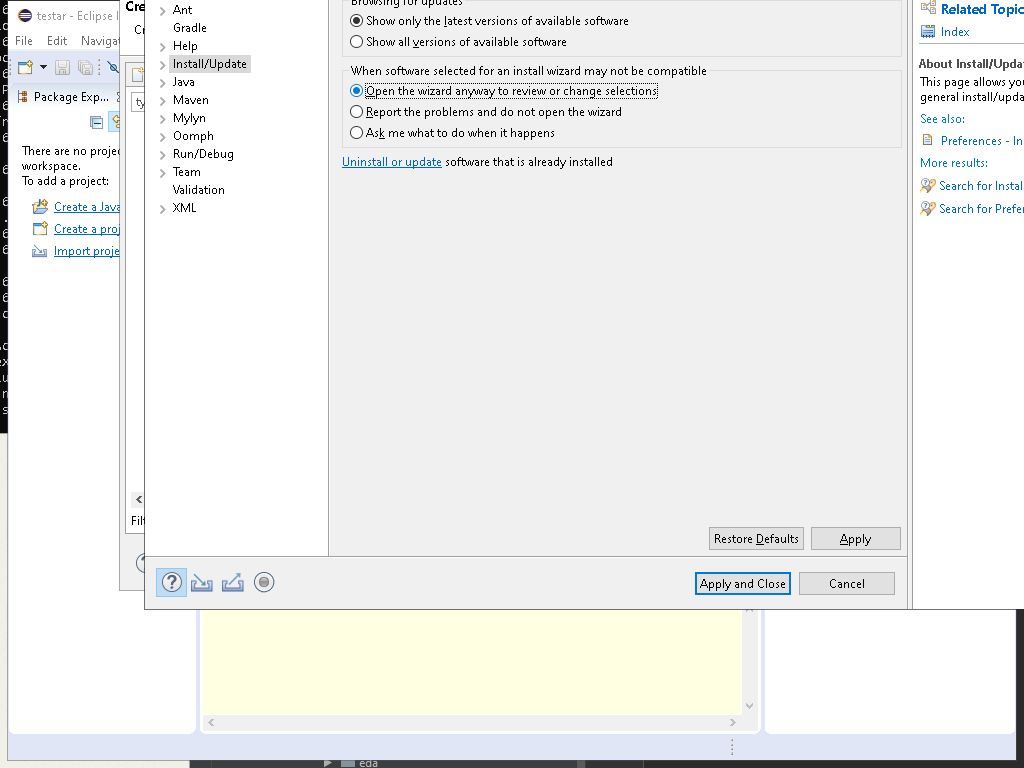 testar - Eclipse I
File Edit Navigat
Package Exp...
There are no projec
workspace.
To add a project:
Create a Java
Create a proj
Import proje
Cre
Cr
ty
Filt
Ant
Gradle
Help
Install/Update
Java
Maven
Mylyn
Oomph
Run/Debug
Team
Validation
XML
Browsing for updates
Show only the latest versions of available software
Show all versions of available software
When software selected for an install wizard may not be compatible
Open the wizard anyway to review or change selections
Report the problems and do not open the wizard
Ask me what to do when it happens
Uninstall or update software that is already installed
Restore Defaults Apply
Apply and Close Cancel
Related Topic
Index
About Install/Upda
This page allows you
general install/upda
See also:
Preferences - In
More results:
Search for Instal
Search for Prefer
eda